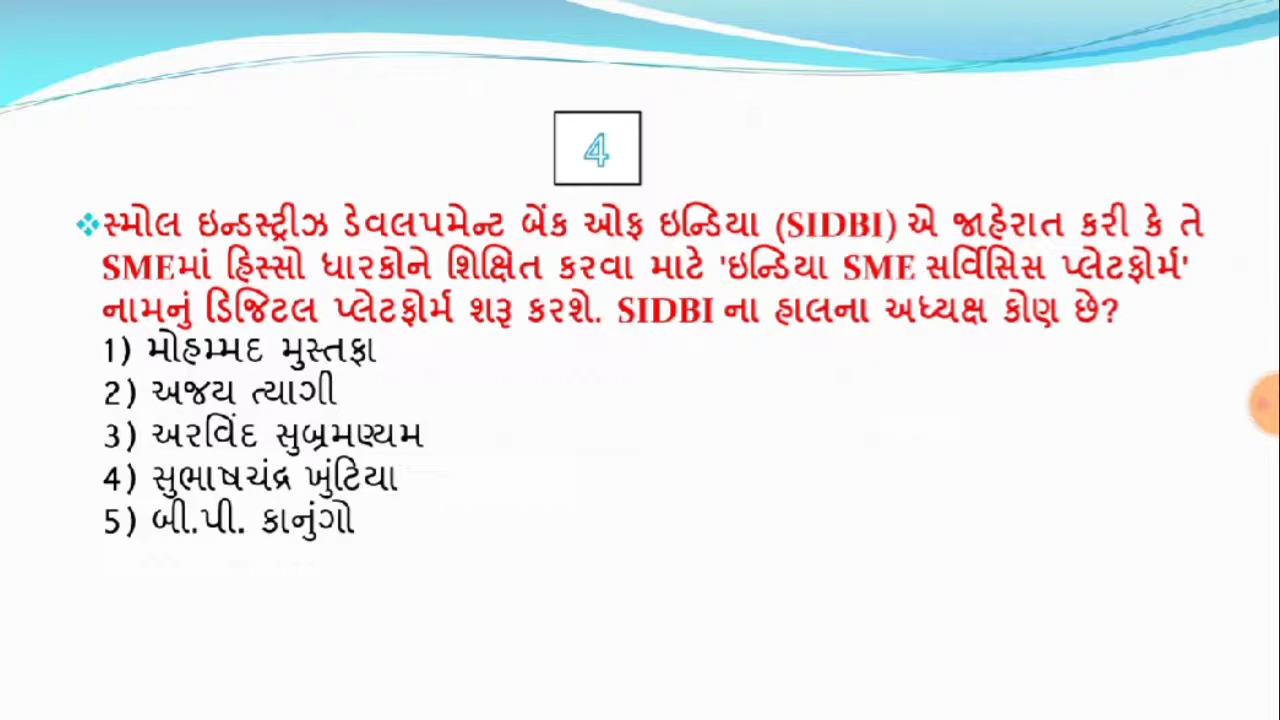 4
સ્મોલ ઇન્ડસ્ટ્રીઝ ડેવલપમેન્ટ બેંક ઓફ ઇન્ડિયા (SIDBI) એ જાહેરાત કરી કે તે
SMEમાં હિસ્સો ધારકોને શિક્ષિત કરવા માટે 'ઇન્ડિયા SME સર્વિસિસ પ્લેટફોર્મ'
નામનું ડિજિટલ પ્લેટફોર્મ શરૂ કરશે. SIDBI ના હાલના અધ્યક્ષ કોણ છે?
1) મોહમ્મદ મુસ્તફા
2) અજય ત્યાગી
3) અરવિંદ સુબ્રમણ્યમ
4) સુભાષચંદ્ર ખુંટિયા
5) બી.પી. કાનુંગો